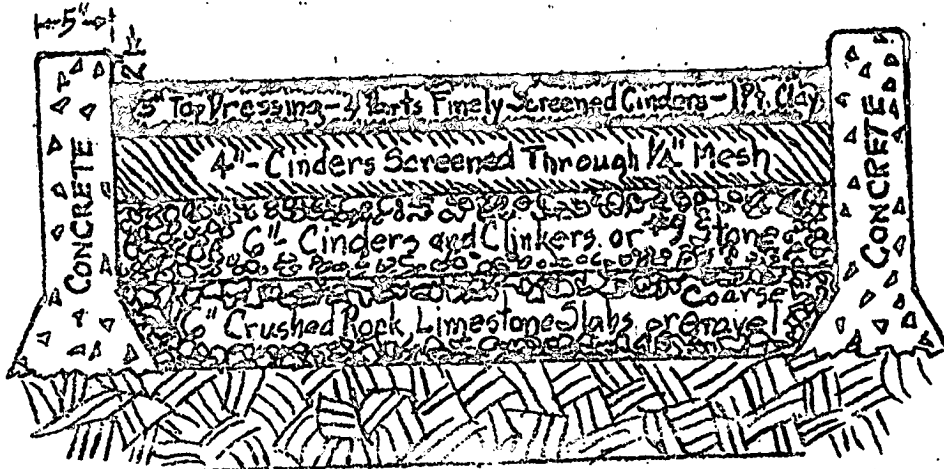 5"
2"
Top Dressing - Parts Finely Screened Cinders - 1 Pt. Clay
4" - Cinders Screened Through 1/4" Mesh
6" - Cinders and Clinkers. or Stone
Coarse
6" Crushed Rock, Limestone Slabs or Gravel
CONCRETE
CONCRETE